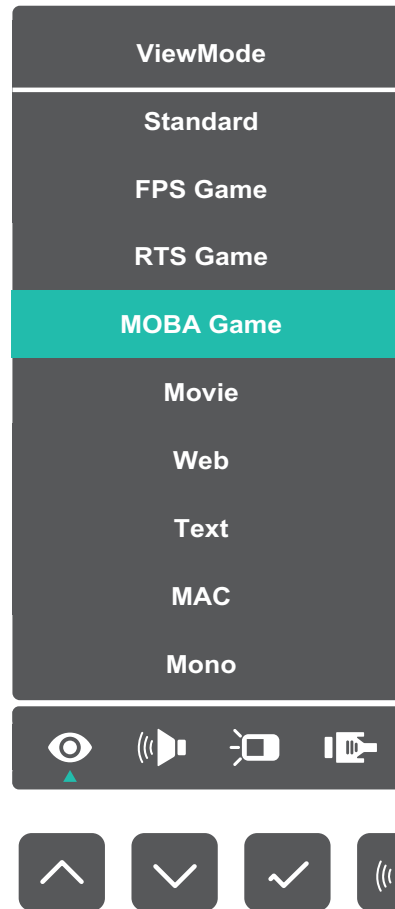 ViewMode
Standard
FPS Game
RTS Game
MOBA Game
Movie
Web
Text
MAC
Mono